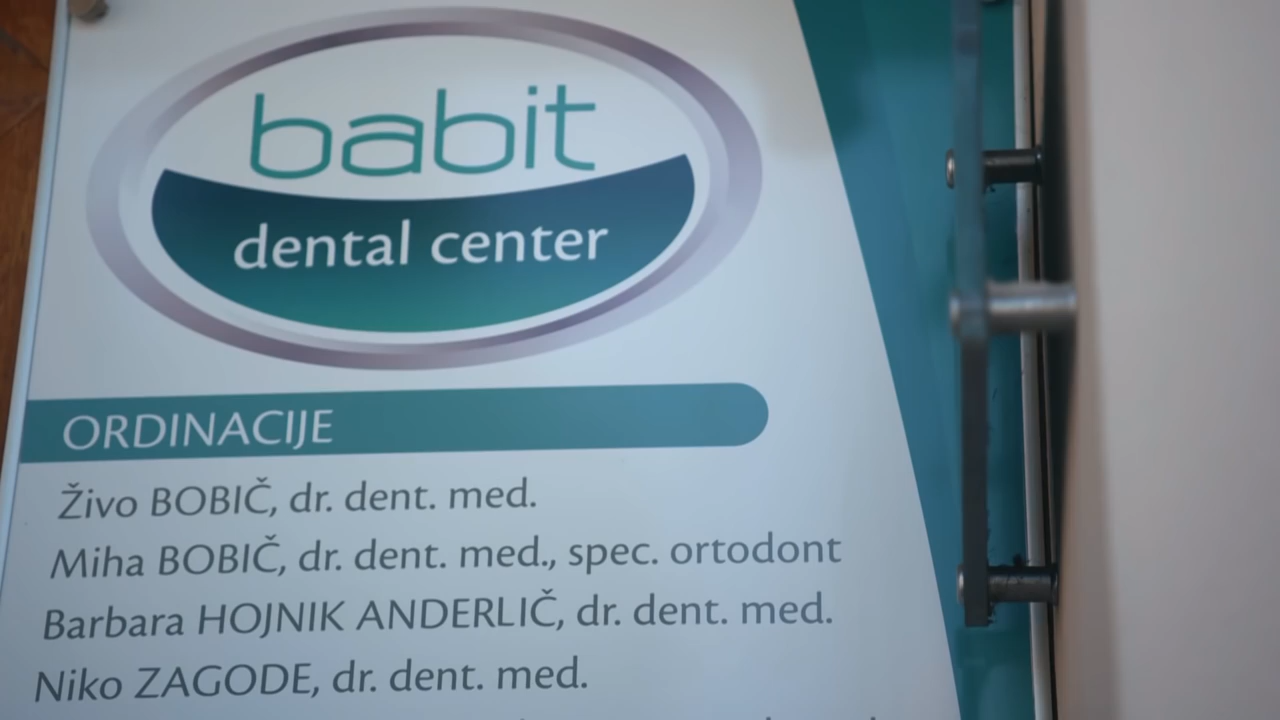 babit
dental center
ORDINACIJE
Živo BOBIČ, dr. dent. med.
Miha BOBIČ, dr. dent. med., spec. ortodont
Barbara HOJNIK ANDERLIČ, dr. dent. med.
Niko ZAGODE, dr. dent. med.